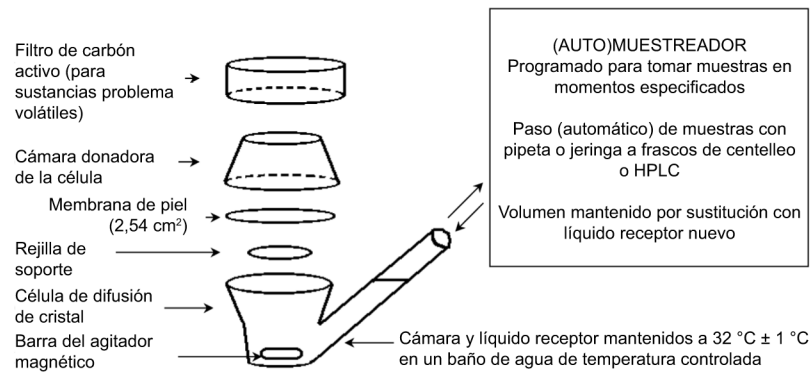 Filtro de carbón
activo (para
sustancias problema
volátiles)
Cámara donadora
de la célula
Membrana de piel
(2,54 cm²)
Rejilla de
soporte
Célula de difusión
de cristal
Barra del agitador
magnético
(AUTO)MUESTREADOR
Programado para tomar muestras en
momentos especificados
Paso (automático) de muestras con
pipeta o jeringa a frascos de centelleo
o HPLC
Volumen mantenido por sustitución con
líquido receptor nuevo
Cámara y líquido receptor mantenidos a 32 °C ± 1 °C
en un baño de agua de temperatura controlada